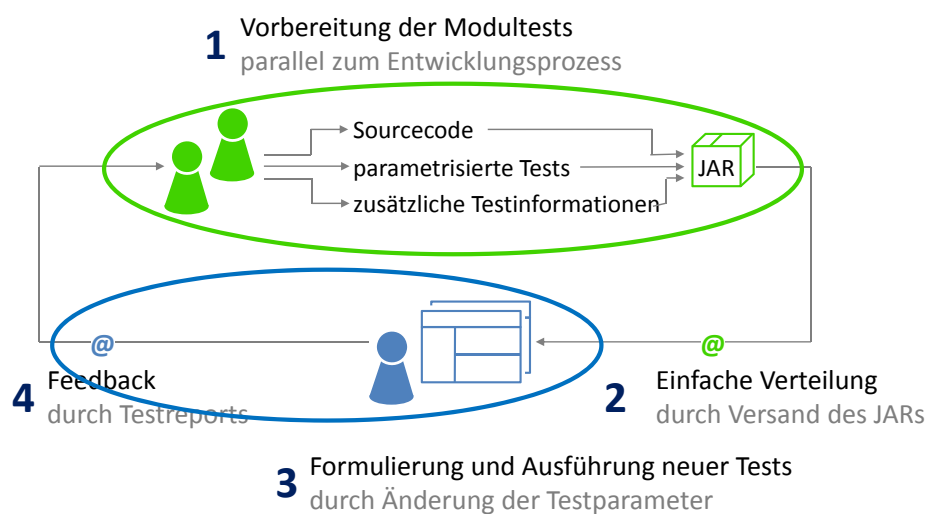 1 Vorbereitung der Modultests
parallel zum Entwicklungsprozess
Sourcecode
parametrisierte Tests
zusätzliche Testinformationen
JAR
@
@
4 Feedback
durch Testreports
2 Einfache Verteilung
durch Versand des JARs
3 Formulierung und Ausführung neuer Tests
durch Änderung der Testparameter